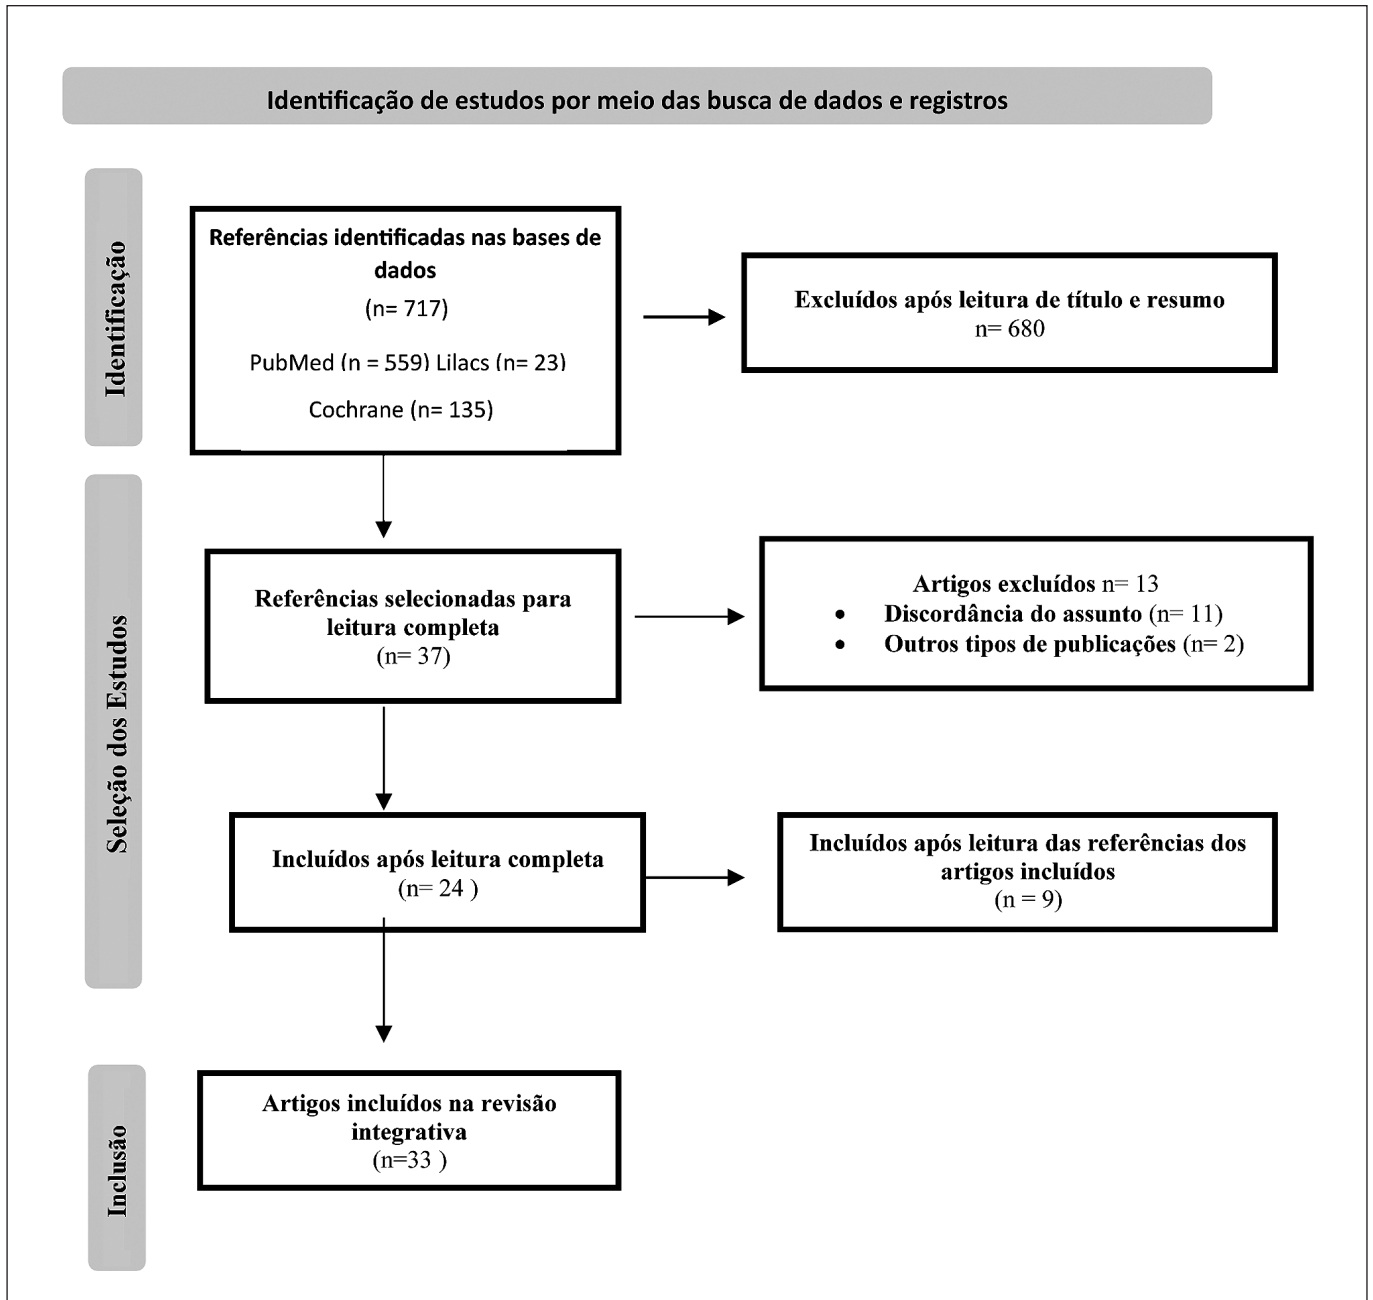 Identificação de estudos por meio das busca de dados e registros
Identificação
Referências identificadas nas bases de
dados
(n= 717)
PubMed (n = 559) Lilacs (n= 23)
Cochrane (n= 135)
Excluídos após leitura de título e resumo
n= 680
Seleção dos Estudos
Referências selecionadas para
leitura completa
(n= 37)
Artigos excluídos n= 13
• Discordância do assunto (n= 11)
• Outros tipos de publicações (n= 2)
Incluídos após leitura completa
(n= 24 )
Incluídos após leitura das referências dos
artigos incluídos
(n = 9)
Inclusão
Artigos incluídos na revisão
integrativa
(n=33 )